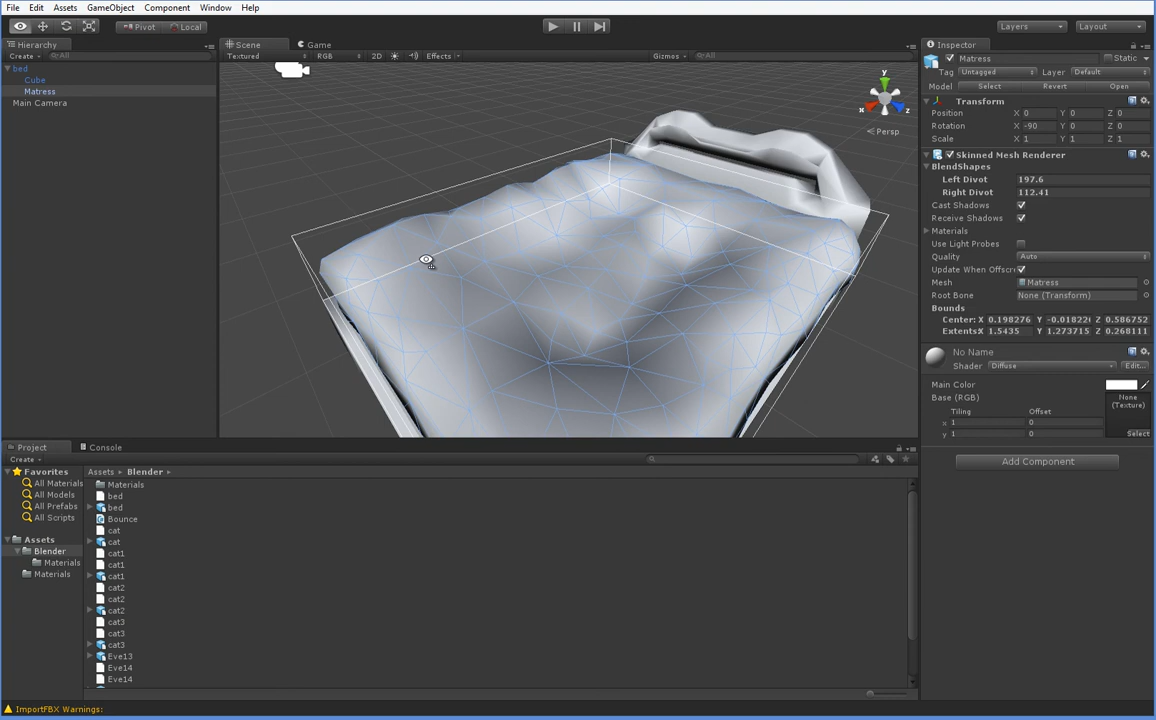 File Edit Assets GameObject Component Window Help
Pivot Local Layers Layout
Hierarchy
Create All
bed
Cube
Matress
Main Camera
Scene Game
Textured RGB 2D Effects Gizmos All
y
x z
Persp
Inspector
Matress Static
Tag Untagged Layer Default
Model Select Revert Open
Transform
Position X 0 Y 0 Z 0
Rotation X -90 Y 0 Z 0
Scale X 1 Y 1 Z 1
Skinned Mesh Renderer
BlendShapes
Left Divot 197.6
Right Divot 112.41
Cast Shadows
Receive Shadows
Materials
Use Light Probes
Quality Auto
Update When Offscre
Mesh Matress
Root Bone None (Transform)
Bounds
Center: X 0.198276 Y -0.01822 Z 0.586752
Extents X 1.5435 Y 1.273715 Z 0.268111
No Name
Shader Diffuse Edit...
Main Color
Base (RGB) None
(Texture)
Tiling Offset
x 1 0
y 1 0 Select
Add Component
Project Console
Create
Favorites
All Materials
All Models
All Prefabs
All Scripts
Assets
Blender
Materials
Materials
Assets Blender
Materials
bed
bed
Bounce
cat
cat
cat1
cat1
cat1
cat2
cat2
cat2
cat3
cat3
cat3
Eve13
Eve14
Eve14
ImportFBX Warnings: